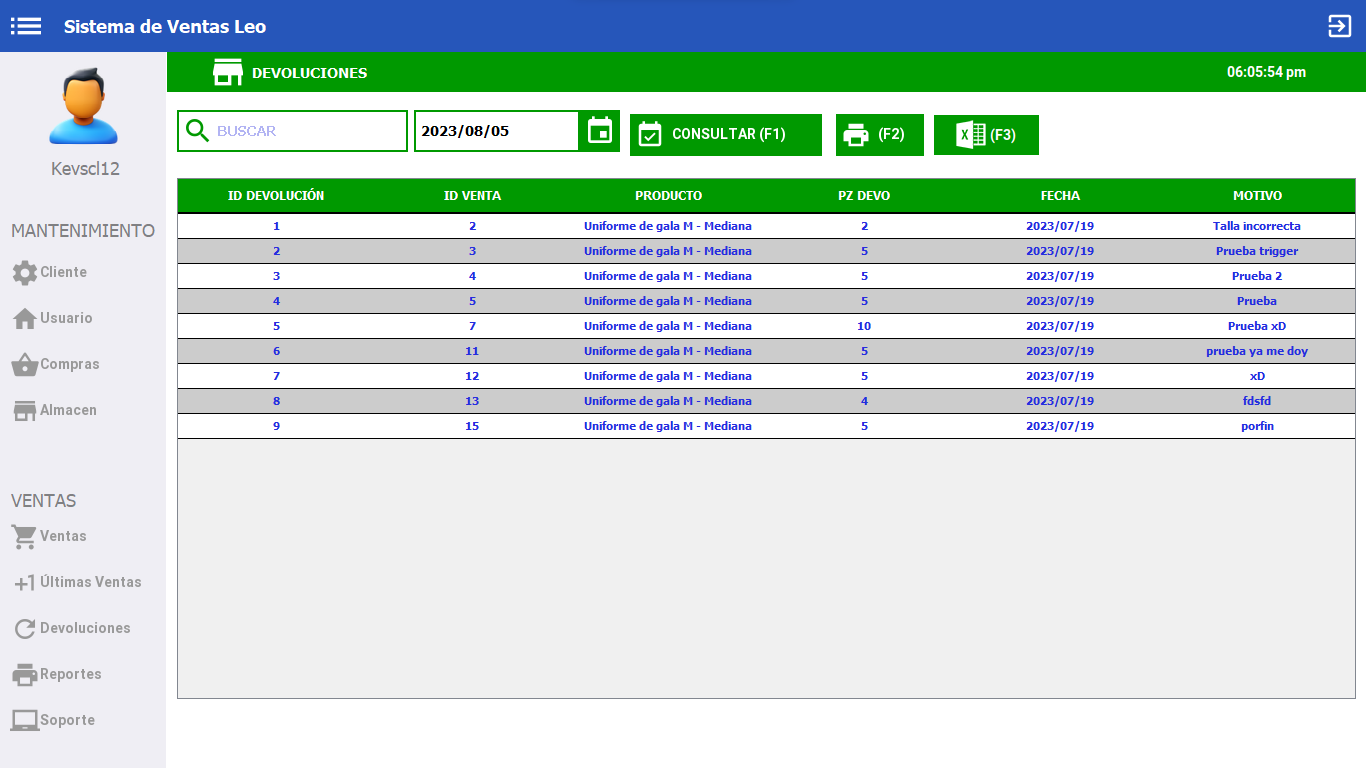 Sistema de Ventas Leo
DEVOLUCIONES 06:05:54 pm
Kevscl12
MANTENIMIENTO
Cliente
Usuario
Compras
Almacen
VENTAS
Ventas
+1 Últimas Ventas
Devoluciones
Reportes
Soporte
BUSCAR 2023/08/05 CONSULTAR (F1) (F2) X (F3)
ID DEVOLUCIÓN ID VENTA PRODUCTO PZ DEVO FECHA MOTIVO
1 2 Uniforme de gala M - Mediana 2 2023/07/19 Talla incorrecta
2 3 Uniforme de gala M - Mediana 5 2023/07/19 Prueba trigger
3 4 Uniforme de gala M - Mediana 5 2023/07/19 Prueba 2
4 5 Uniforme de gala M - Mediana 5 2023/07/19 Prueba
5 7 Uniforme de gala M - Mediana 10 2023/07/19 Prueba xD
6 11 Uniforme de gala M - Mediana 5 2023/07/19 prueba ya me doy
7 12 Uniforme de gala M - Mediana 5 2023/07/19 xD
8 13 Uniforme de gala M - Mediana 4 2023/07/19 fdsfd
9 15 Uniforme de gala M - Mediana 5 2023/07/19 porfin